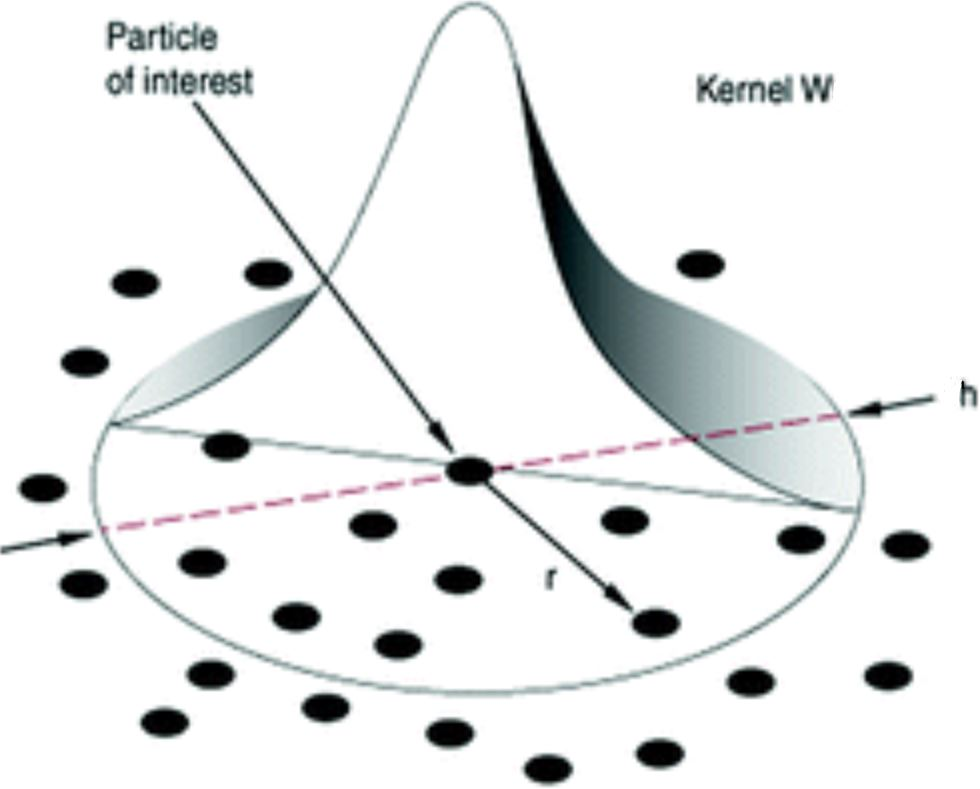 Particle
of interest
Kernel W
h
r